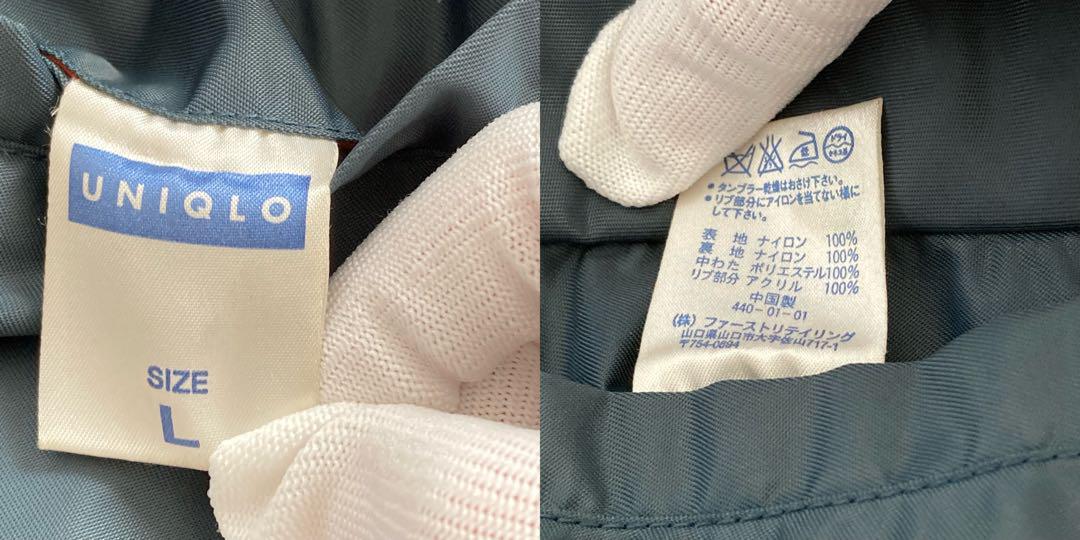 UNIQLO
SIZE
L
ドライ
• タンブラー乾燥はおさけ下さい。
• リブ部分にアイロンを当てない様に
して下さい。
表 地 ナイロン 100%
裏 地 ナイロン 100%
中わた ポリエステル100%
リブ部分 アクリル 100%
中国製
440-01-01
(株) ファーストリテイリング
山口県山口市大字佐山717-1
〒754-0894